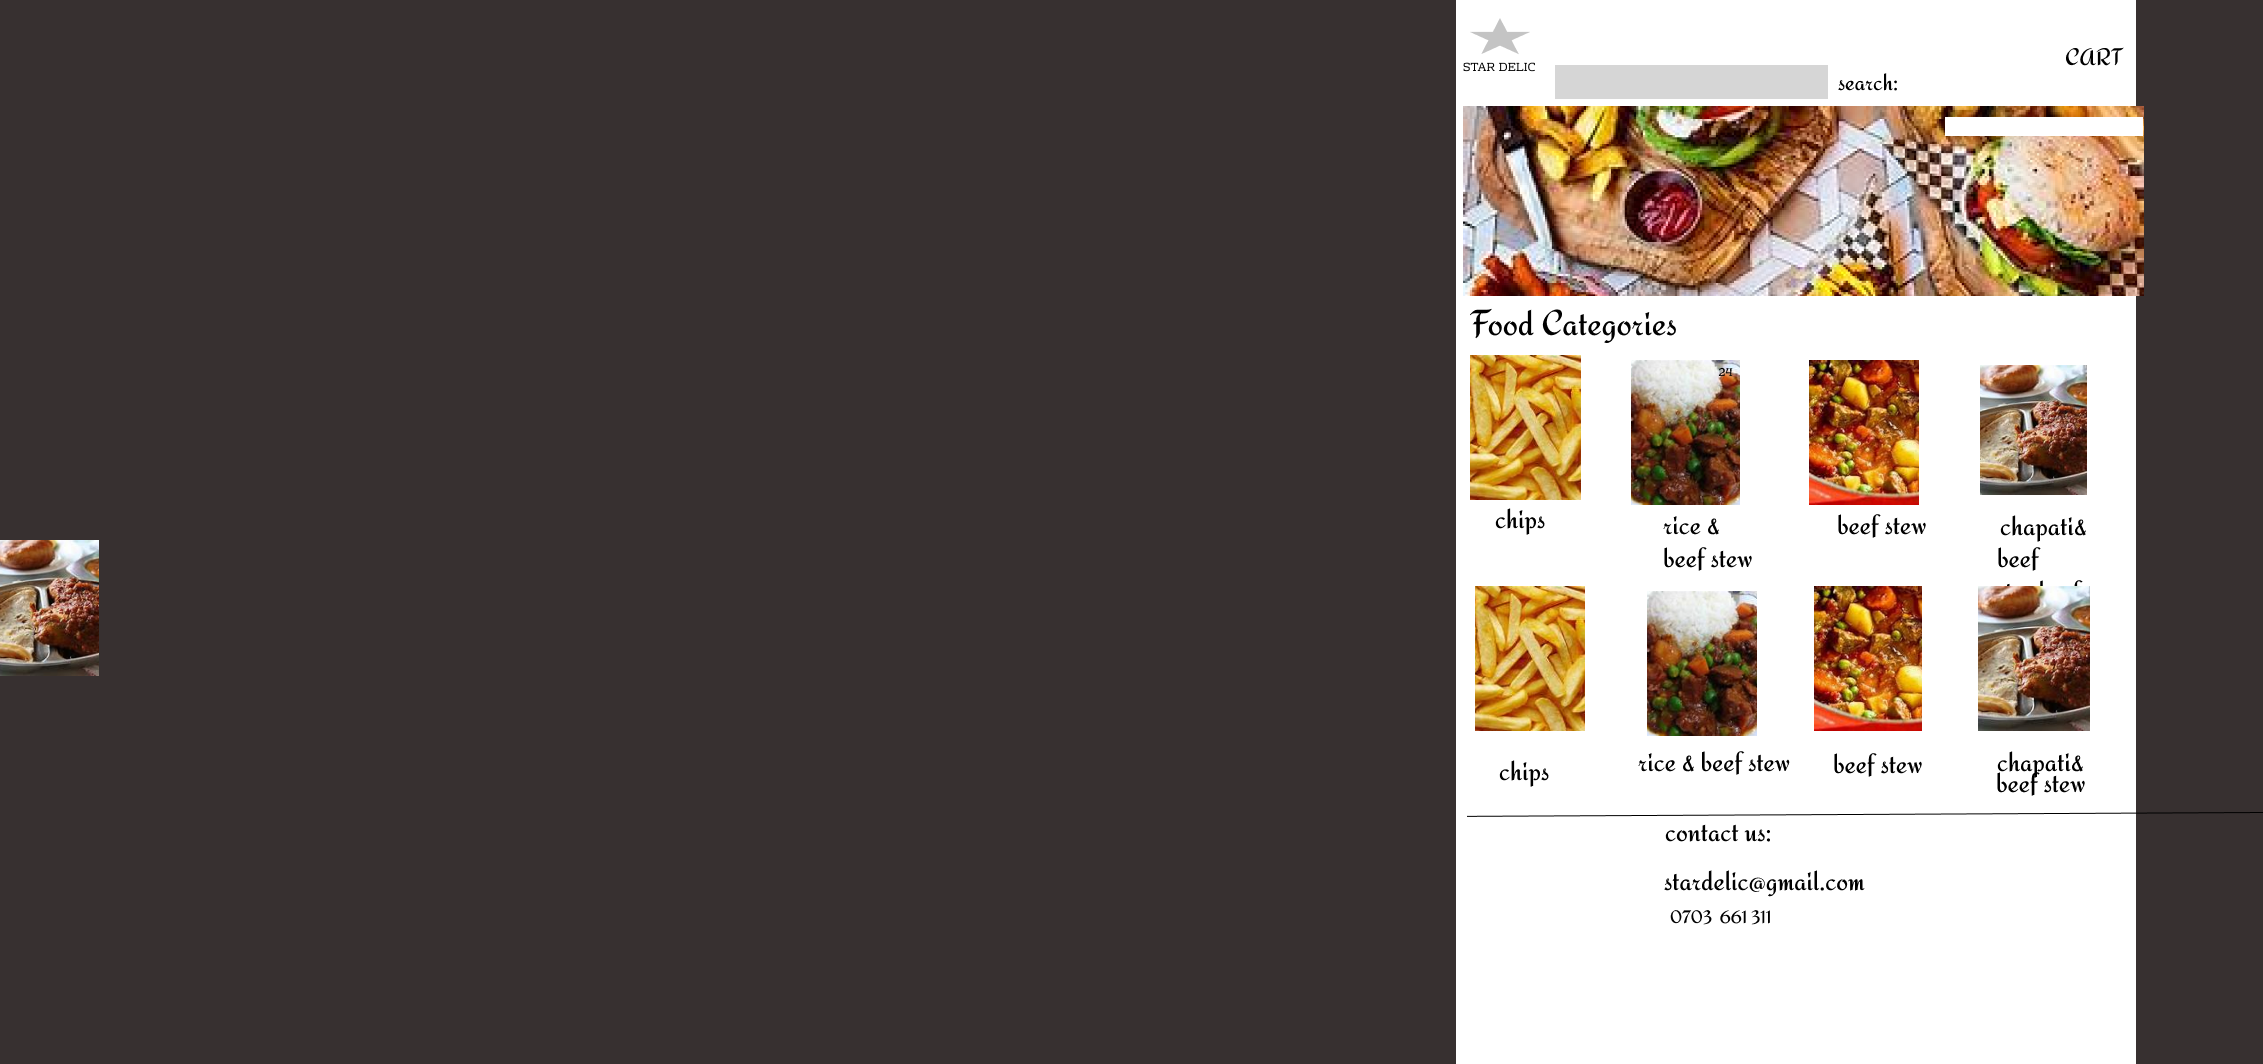 STAR DELIC
CART
search:
Food Categories
24
chips
rice &
beef stew
beef stew
chapati&
beef
chips
rice & beef stew
beef stew
chapati&
beef stew
contact us:
stardelic@gmail.com
0703 661 311